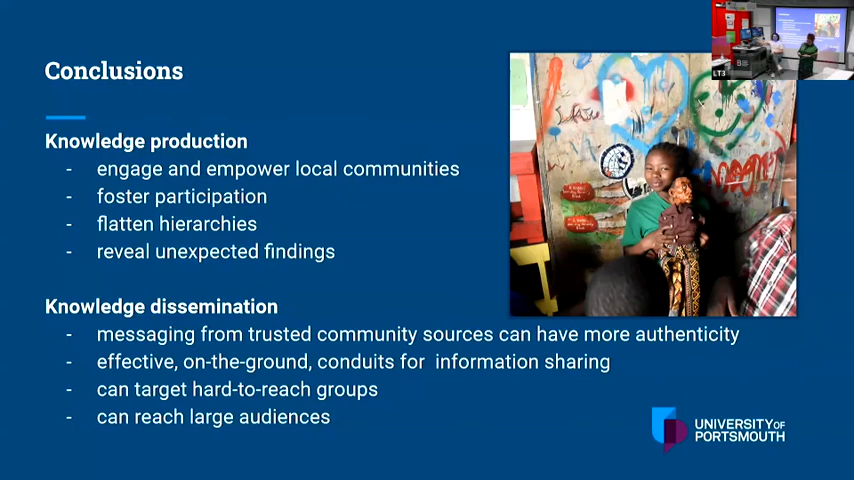 Conclusions
Knowledge production
- engage and empower local communities
- foster participation
- flatten hierarchies
- reveal unexpected findings
Knowledge dissemination
- messaging from trusted community sources can have more authenticity
- effective, on-the-ground, conduits for information sharing
- can target hard-to-reach groups
- can reach large audiences
UNIVERSITY OF
PORTSMOUTH
LT3